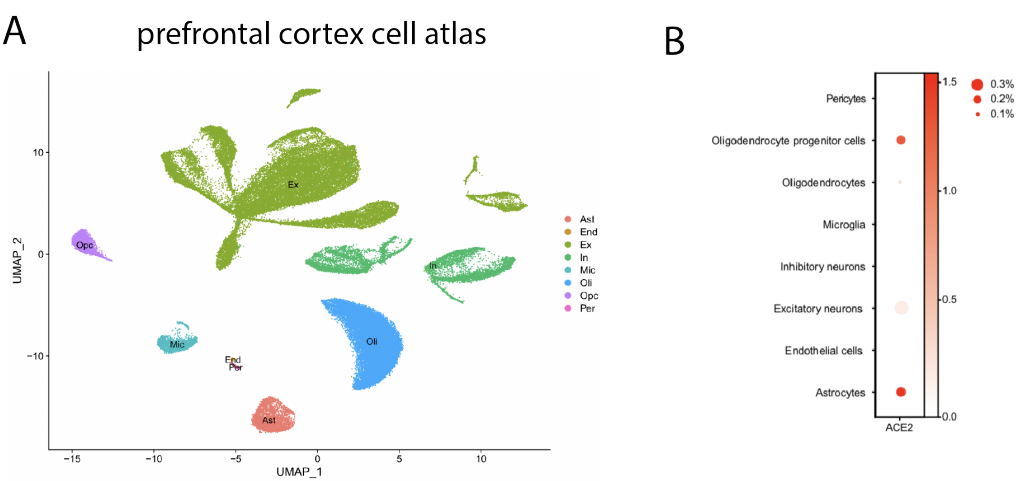 A
prefrontal cortex cell atlas
10
0
−10
UMAP_2
−15
−10
−5
0
5
10
UMAP_1
Ex
Opc
In
Mic
End
Per
Oli
Ast
Ast
End
Ex
In
Mic
Oli
Opc
Per
B
Pericytes
Oligodendrocyte progenitor cells
Oligodendrocytes
Microglia
Inhibitory neurons
Excitatory neurons
Endothelial cells
Astrocytes
ACE2
1.5
1.0
0.5
0.0
0.3%
0.2%
0.1%